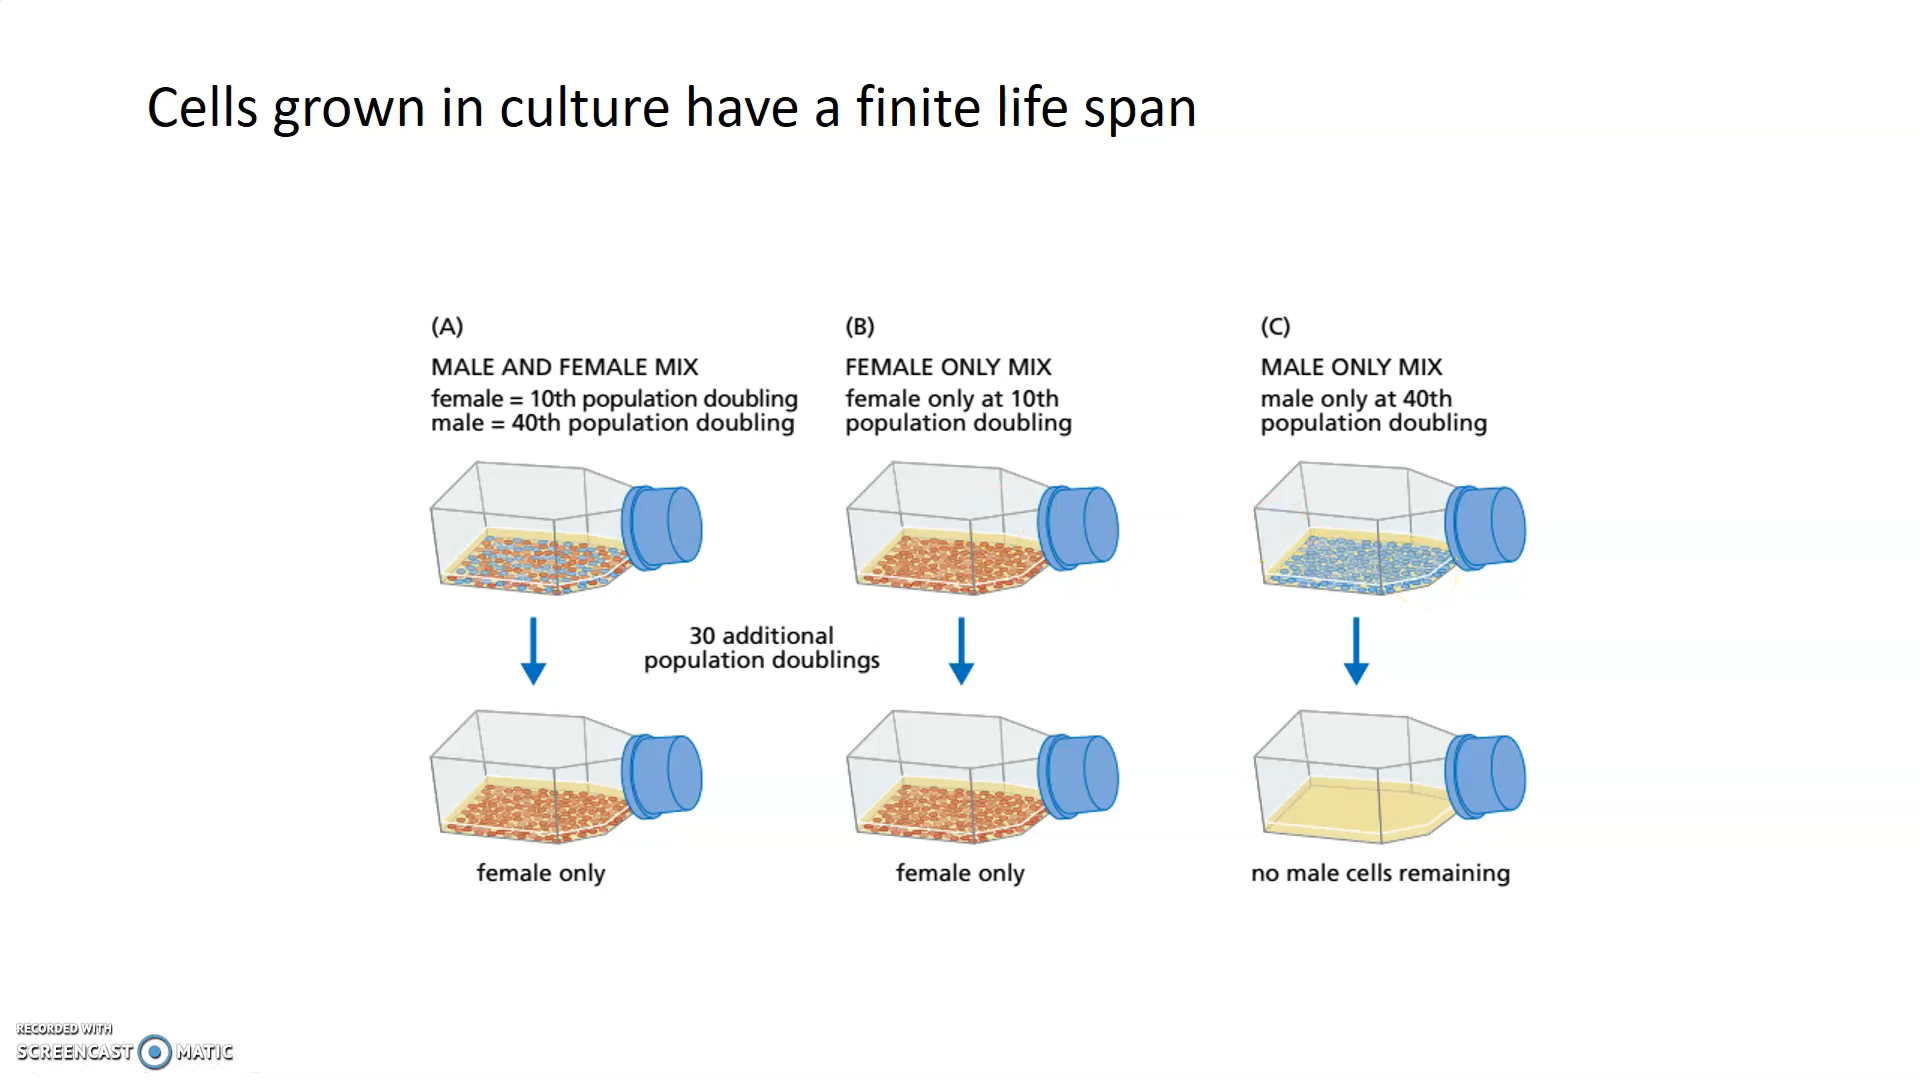 Cells grown in culture have a finite life span
(A)
MALE AND FEMALE MIX
female = 10th population doubling
male = 40th population doubling
(B)
FEMALE ONLY MIX
female only at 10th
population doubling
(C)
MALE ONLY MIX
male only at 40th
population doubling
30 additional
population doublings
female only
female only
no male cells remaining
RECORDED WITH
SCREENCAST MATIC